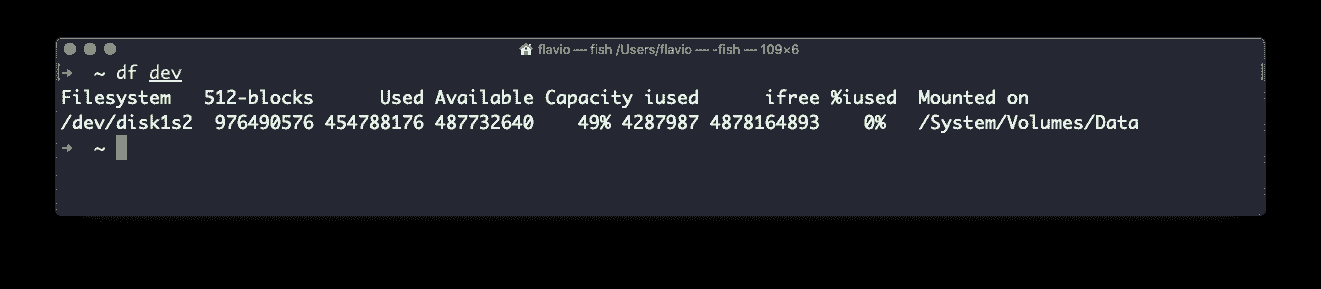 flavio — fish /Users/flavio — -fish — 109×6
➜  ~ df dev
Filesystem   512-blocks      Used Available Capacity iused      ifree %iused  Mounted on
/dev/disk1s2  976490576 454788176 487732640    49% 4287987 4878164893    0%   /System/Volumes/Data
➜  ~